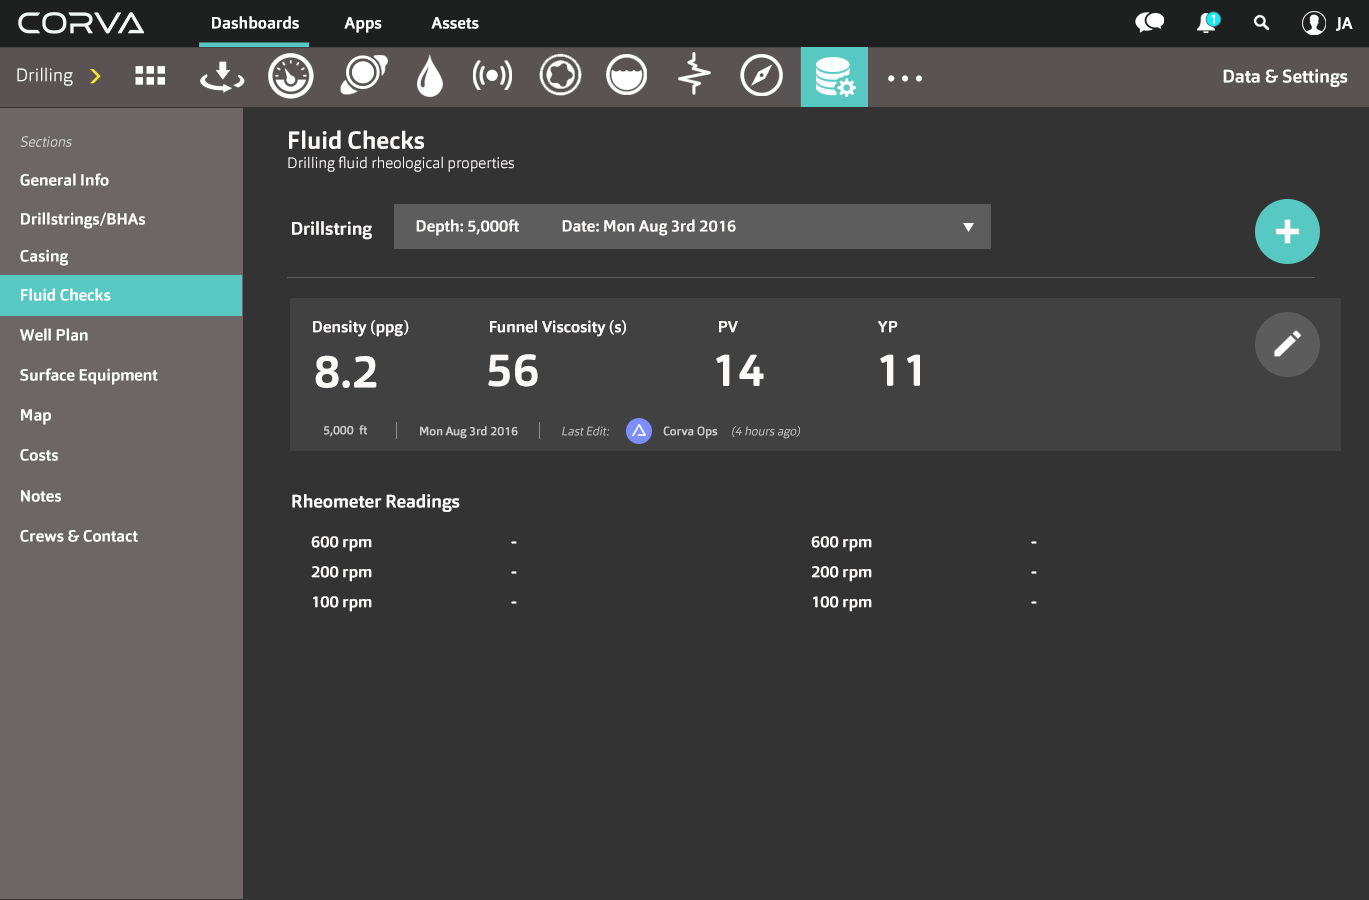 CORVA
Dashboards
Apps
Assets
1
JA
Drilling
Data & Settings
Sections
General Info
Drillstrings/BHAs
Casing
Fluid Checks
Well Plan
Surface Equipment
Map
Costs
Notes
Crews & Contact
Fluid Checks
Drilling fluid rheological properties
Drillstring
Depth: 5,000ft Date: Mon Aug 3rd 2016
Density (ppg) Funnel Viscosity (s) PV YP
8.2 56 14 11
5,000 ft Mon Aug 3rd 2016 Last Edit: Corva Ops (4 hours ago)
Rheometer Readings
600 rpm - 600 rpm -
200 rpm - 200 rpm -
100 rpm - 100 rpm -